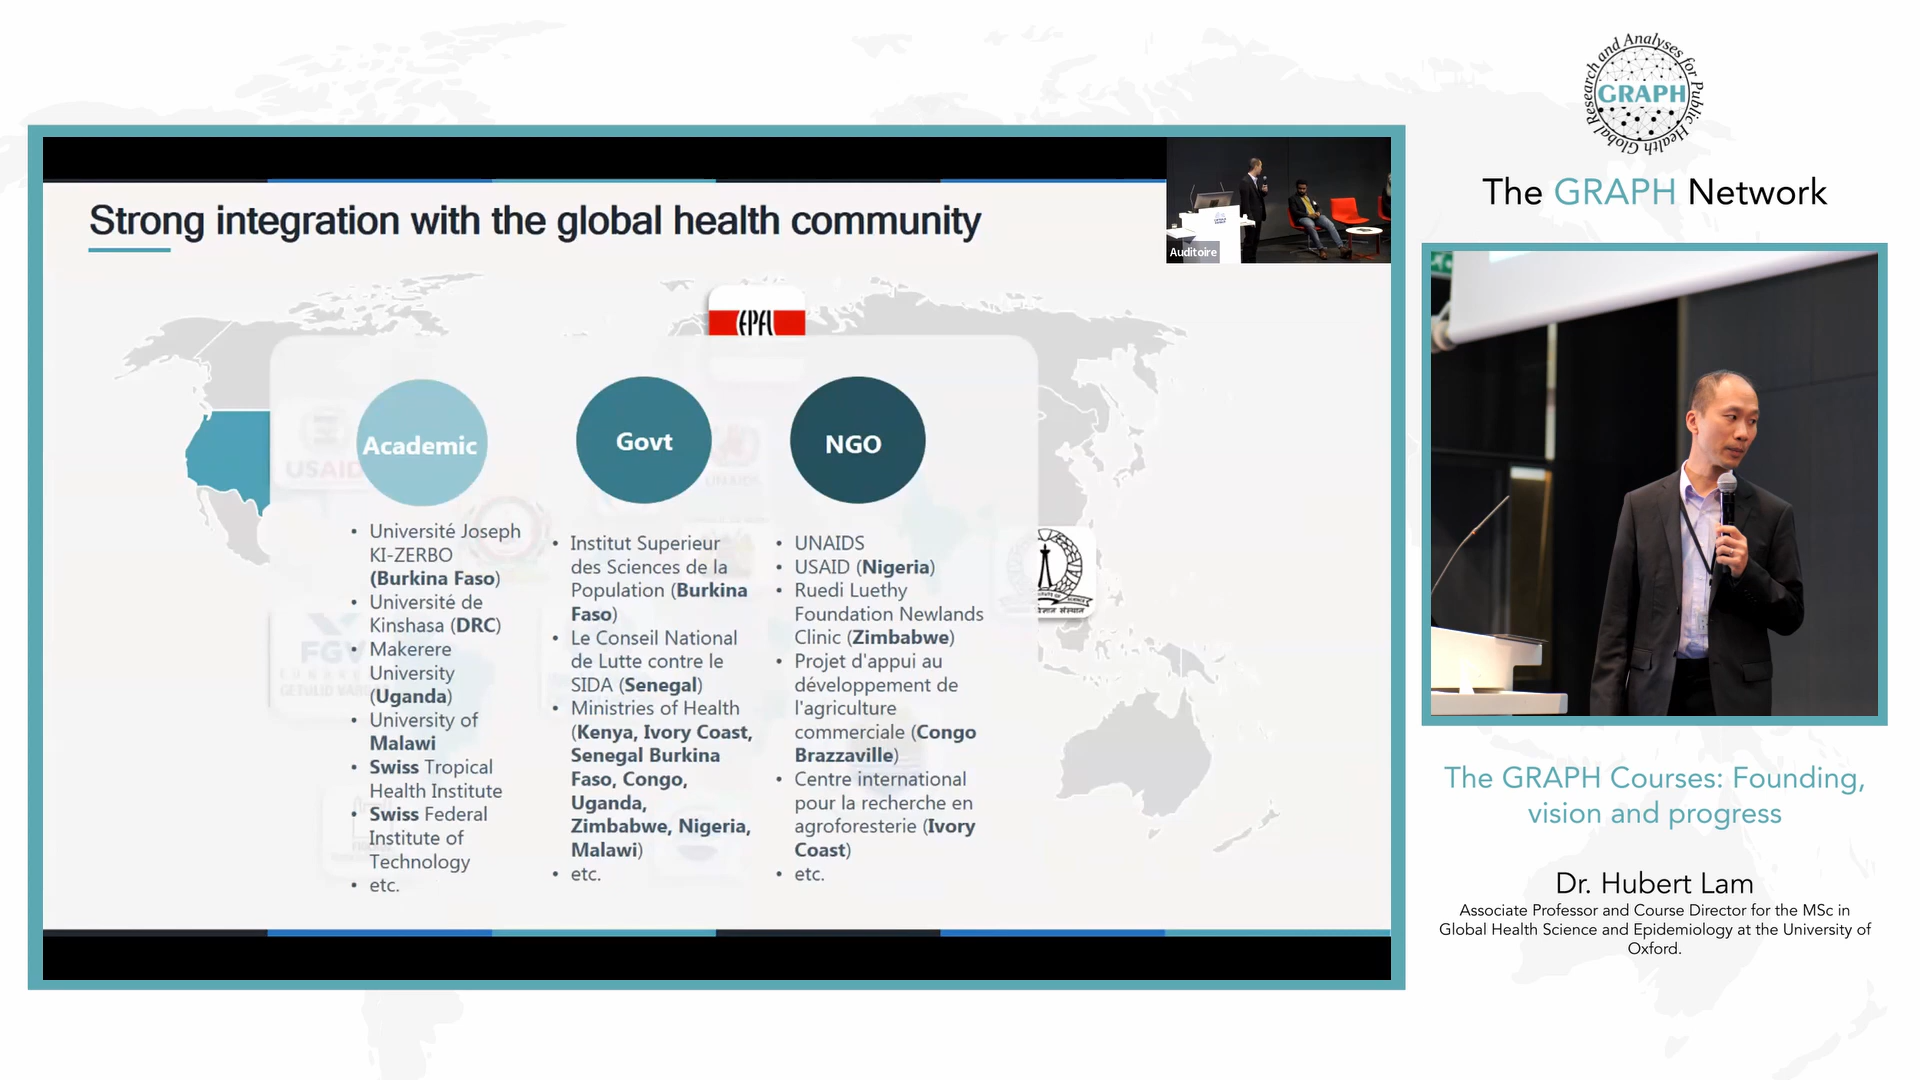 Strong integration with the global health community
Auditoire
EPFL
USAID
UNAIDS
FGV
Academic
Université Joseph
KI-ZERBO
(Burkina Faso)
Université de
Kinshasa (DRC)
Makerere
University
(Uganda)
University of
Malawi
Swiss Tropical
Health Institute
Swiss Federal
Institute of
Technology
etc.
Govt
Institut Superieur
des Sciences de la
Population (Burkina
Faso)
Le Conseil National
de Lutte contre le
SIDA (Senegal)
Ministries of Health
(Kenya, Ivory Coast,
Senegal Burkina
Faso, Congo,
Uganda,
Zimbabwe, Nigeria,
Malawi)
etc.
NGO
UNAIDS
USAID (Nigeria)
Ruedi Luethy
Foundation Newlands
Clinic (Zimbabwe)
Projet d'appui au
développement de
l'agriculture
commerciale (Congo
Brazzaville)
Centre international
pour la recherche en
agroforesterie (Ivory
Coast)
etc.
Global Research and Analyses for Public Health
GRAPH
The GRAPH Network
The GRAPH Courses: Founding,
vision and progress
Dr. Hubert Lam
Associate Professor and Course Director for the MSc in
Global Health Science and Epidemiology at the University of
Oxford.